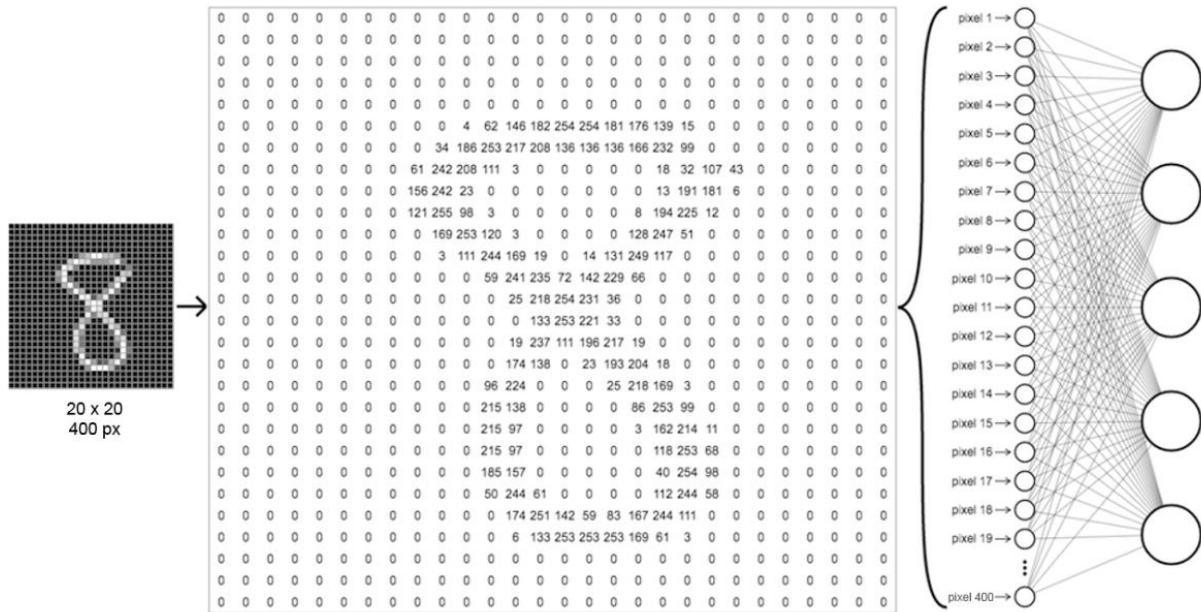 20 x 20
400 px
0 0 0 0 0 0 0 0 0 0 0 0 0 0 0 0 0 0 0 0 0 0 0 0 0 0 0 0
0 0 0 0 0 0 0 0 0 0 0 0 0 0 0 0 0 0 0 0 0 0 0 0 0 0 0 0
0 0 0 0 0 0 0 0 0 0 0 0 0 0 0 0 0 0 0 0 0 0 0 0 0 0 0 0
0 0 0 0 0 0 0 0 0 0 0 0 0 0 0 0 0 0 0 0 0 0 0 0 0 0 0 0
0 0 0 0 0 0 0 0 0 0 0 0 0 0 0 0 0 0 0 0 0 0 0 0 0 0 0 0
0 0 0 0 0 0 0 0 0 0 4 62 146 182 254 254 181 176 139 15 0 0 0 0 0 0 0 0
0 0 0 0 0 0 0 0 0 34 186 253 217 208 136 136 136 166 232 99 0 0 0 0 0 0 0 0
0 0 0 0 0 0 0 0 61 242 208 111 3 0 0 0 0 0 18 32 107 43 0 0 0 0 0 0
0 0 0 0 0 0 0 0 156 242 23 0 0 0 0 0 0 0 13 191 181 6 0 0 0 0 0 0
0 0 0 0 0 0 0 0 121 255 98 3 0 0 0 0 0 8 194 225 12 0 0 0 0 0 0 0
0 0 0 0 0 0 0 0 0 169 253 120 3 0 0 0 0 128 247 51 0 0 0 0 0 0 0 0
0 0 0 0 0 0 0 0 0 3 111 244 169 19 0 14 131 249 117 0 0 0 0 0 0 0 0 0
0 0 0 0 0 0 0 0 0 0 0 59 241 235 72 142 229 66 0 0 0 0 0 0 0 0 0 0
0 0 0 0 0 0 0 0 0 0 0 0 25 218 254 231 36 0 0 0 0 0 0 0 0 0 0 0
0 0 0 0 0 0 0 0 0 0 0 0 0 133 253 221 33 0 0 0 0 0 0 0 0 0 0 0
0 0 0 0 0 0 0 0 0 0 0 0 19 237 111 196 217 19 0 0 0 0 0 0 0 0 0 0
0 0 0 0 0 0 0 0 0 0 0 0 174 138 0 23 193 204 18 0 0 0 0 0 0 0 0 0
0 0 0 0 0 0 0 0 0 0 0 96 224 0 0 0 25 218 169 3 0 0 0 0 0 0 0 0
0 0 0 0 0 0 0 0 0 0 0 215 138 0 0 0 0 86 253 99 0 0 0 0 0 0 0 0
0 0 0 0 0 0 0 0 0 0 0 215 97 0 0 0 0 3 162 214 11 0 0 0 0 0 0 0
0 0 0 0 0 0 0 0 0 0 0 215 97 0 0 0 0 0 118 253 68 0 0 0 0 0 0 0
0 0 0 0 0 0 0 0 0 0 0 185 157 0 0 0 0 0 40 254 98 0 0 0 0 0 0 0
0 0 0 0 0 0 0 0 0 0 0 50 244 61 0 0 0 0 112 244 58 0 0 0 0 0 0 0
0 0 0 0 0 0 0 0 0 0 0 0 174 251 142 59 83 167 244 111 0 0 0 0 0 0 0 0
0 0 0 0 0 0 0 0 0 0 0 0 6 133 253 253 253 169 61 3 0 0 0 0 0 0 0 0
0 0 0 0 0 0 0 0 0 0 0 0 0 0 0 0 0 0 0 0 0 0 0 0 0 0 0 0
0 0 0 0 0 0 0 0 0 0 0 0 0 0 0 0 0 0 0 0 0 0 0 0 0 0 0 0
0 0 0 0 0 0 0 0 0 0 0 0 0 0 0 0 0 0 0 0 0 0 0 0 0 0 0 0
pixel 1
pixel 2
pixel 3
pixel 4
pixel 5
pixel 6
pixel 7
pixel 8
pixel 9
pixel 10
pixel 11
pixel 12
pixel 13
pixel 14
pixel 15
pixel 16
pixel 17
pixel 18
pixel 19
pixel 400